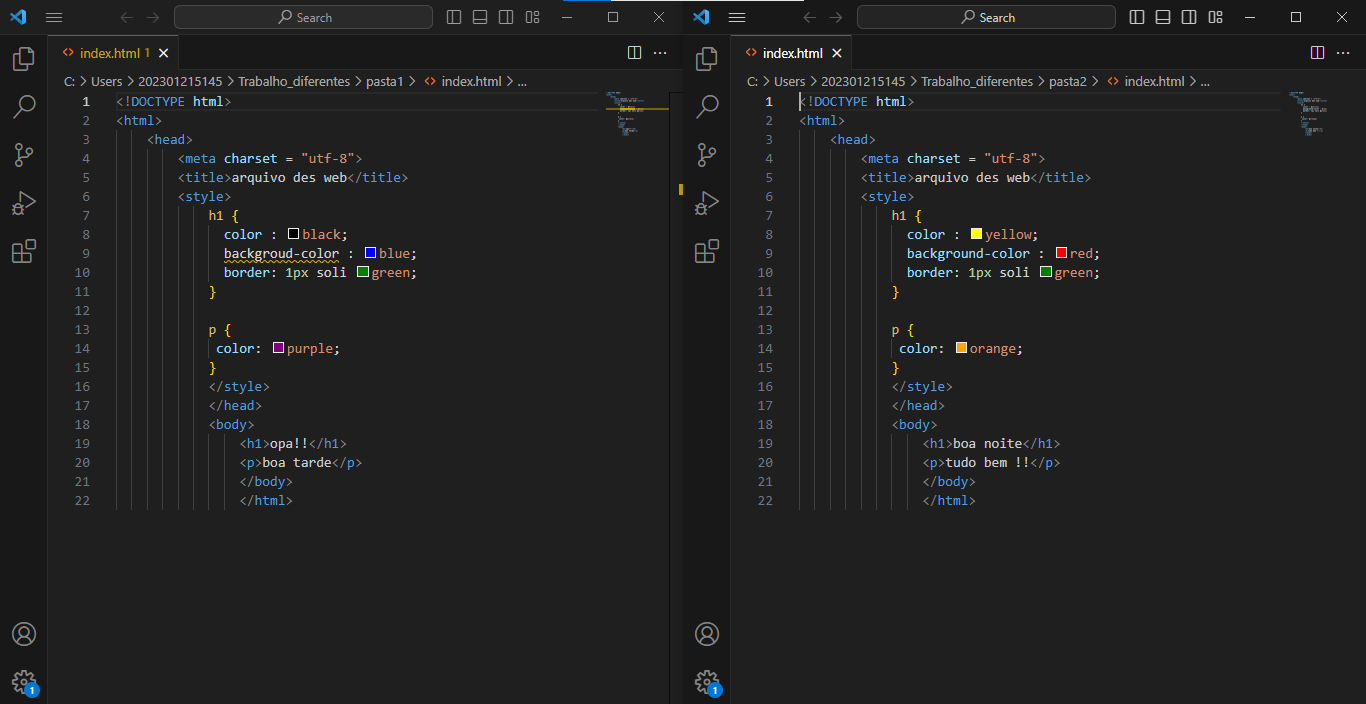 Search
index.html 1
C: > Users > 202301215145 > Trabalho_diferentes > pasta1 > <> index.html > ...
1 <!DOCTYPE html>
2 <html>
3 <head>
4 <meta charset = "utf-8">
5 <title>arquivo des web</title>
6 <style>
7 h1 {
8 color : black;
9 backgroud-color : blue;
10 border: 1px soli green;
11 }
12
13 p {
14 color: purple;
15 }
16 </style>
17 </head>
18 <body>
19 <h1>opa!!</h1>
20 <p>boa tarde</p>
21 </body>
22 </html>
1
Search
index.html
C: > Users > 202301215145 > Trabalho_diferentes > pasta2 > <> index.html > ...
1 <!DOCTYPE html>
2 <html>
3 <head>
4 <meta charset = "utf-8">
5 <title>arquivo des web</title>
6 <style>
7 h1 {
8 color : yellow;
9 background-color : red;
10 border: 1px soli green;
11 }
12
13 p {
14 color: orange;
15 }
16 </style>
17 </head>
18 <body>
19 <h1>boa noite</h1>
20 <p>tudo bem !!</p>
21 </body>
22 </html>
1